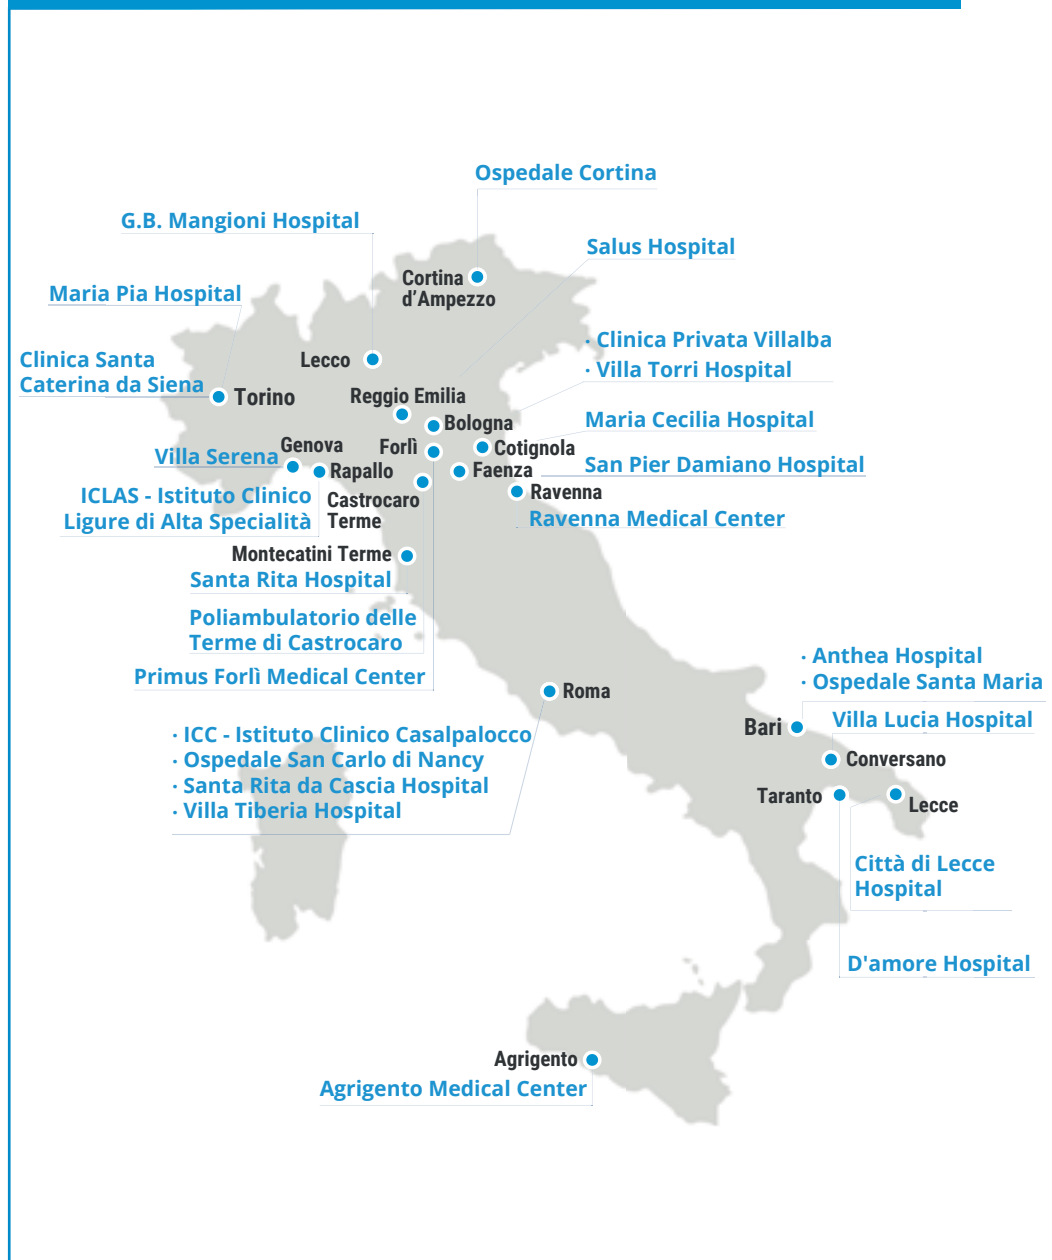 Ospedale Cortina
G.B. Mangioni Hospital
Salus Hospital
Cortina
d’Ampezzo
Maria Pia Hospital
· Clinica Privata Villalba
· Villa Torri Hospital
Clinica Santa
Caterina da Siena
Lecco
Torino
Reggio Emilia
Bologna
Maria Cecilia Hospital
Genova
Forlì
Cotignola
Villa Serena
Rapallo
Faenza
San Pier Damiano Hospital
ICLAS - Istituto Clinico
Ligure di Alta Specialità
Castrocaro
Terme
Ravenna
Ravenna Medical Center
Montecatini Terme
Santa Rita Hospital
Poliambulatorio delle
Terme di Castrocaro
Primus Forlì Medical Center
· Anthea Hospital
· Ospedale Santa Maria
Roma
Bari
Villa Lucia Hospital
· ICC - Istituto Clinico Casalpalocco
· Ospedale San Carlo di Nancy
· Santa Rita da Cascia Hospital
· Villa Tiberia Hospital
Conversano
Taranto
Lecce
Città di Lecce
Hospital
D'amore Hospital
Agrigento
Agrigento Medical Center